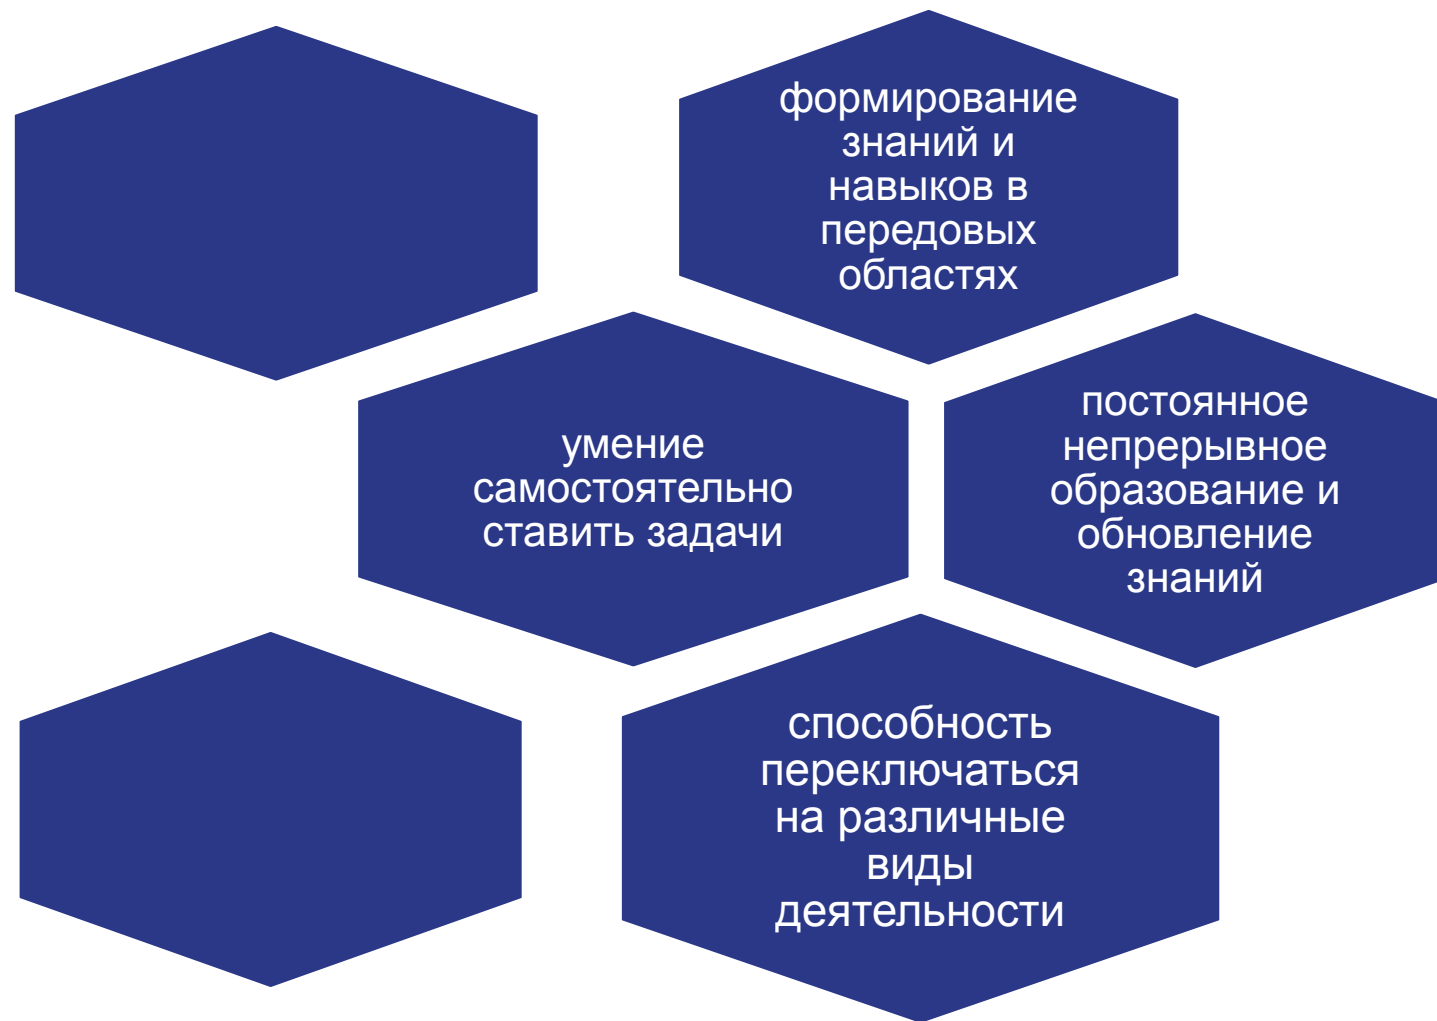 формирование
знаний и
навыков в
передовых
областях
умение
самостоятельно
ставить задачи
постоянное
непрерывное
образование и
обновление
знаний
способность
переключаться
на различные
виды
деятельности